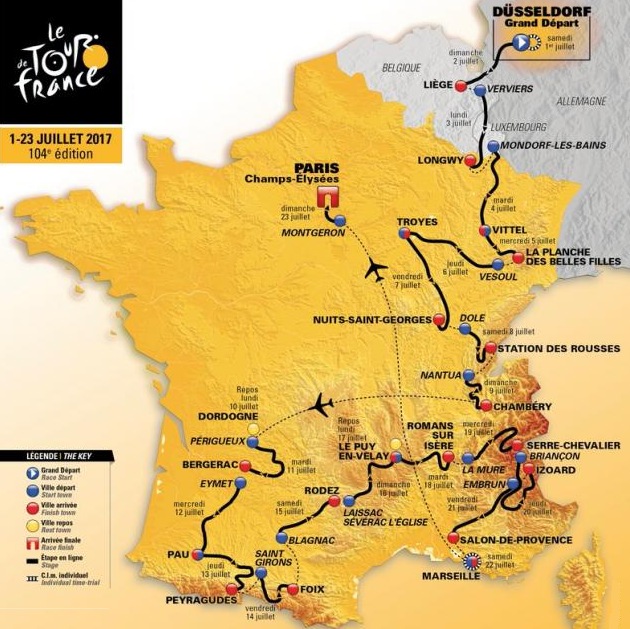 le
TOUR
de
france
1-23 JUILLET 2017
104e édition
DÜSSELDORF
Grand Départ
samedi
1er juillet
dimanche
2 juillet
BELGIQUE
LIÈGE
VERVIERS
ALLEMAGNE
lundi
3 juillet
LUXEMBOURG
MONDORF-LES-BAINS
LONGWY
PARIS
Champs-Élysées
dimanche
23 juillet
MONTGERON
mardi
4 juillet
TROYES
VITTEL
mercredi 5 juillet
LA PLANCHE
DES BELLES FILLES
jeudi
6 juillet
VESOUL
vendredi
7 juillet
NUITS-SAINT-GEORGES
DOLE
samedi 8 juillet
STATION DES ROUSSES
NANTUA
dimanche
9 juillet
CHAMBÉRY
Repos
lundi
10 juillet
DORDOGNE
PÉRIGUEUX
Repos
lundi
17 juillet
LE PUY
EN-VELAY
ROMANS
SUR
ISÈRE
mercredi
19 juillet
SERRE-CHEVALIER
BRIANÇON
IZOARD
LA MURE
EMBRUN
BERGERAC
mardi
11 juillet
EYMET
mercredi
12 juillet
samedi
15 juillet
RODEZ
dimanche
16 juillet
mardi
18 juillet
LAISSAC
SÉVÉRAC L'ÉGLISE
vendredi
21 juillet
jeudi
20 juillet
BLAGNAC
SALON-DE-PROVENCE
PAU
jeudi
13 juillet
SAINT
GIRONS
samedi
22 juillet
MARSEILLE
PEYRAGUDES
FOIX
vendredi
14 juillet
LÉGENDE | THE KEY
Grand Départ
Race Start
Ville départ
Start town
Ville arrivée
Finish town
Ville repos
Rest town
Arrivée finale
Race finish
Étape en ligne
Stage
C.l.m. individuel
Individual time-trial